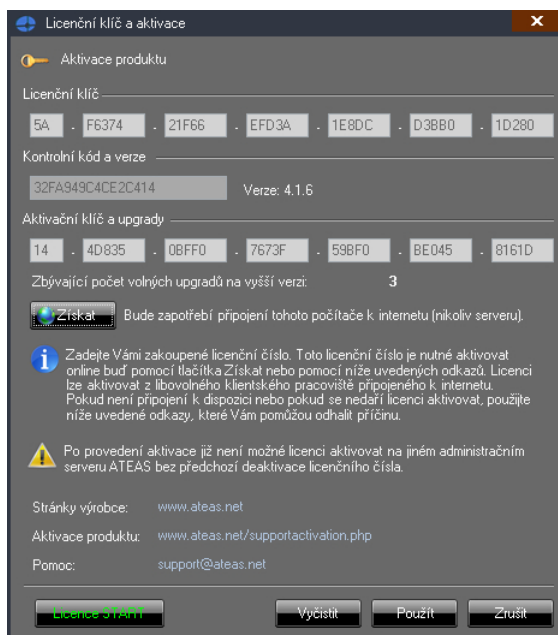 Licenční klíč a aktivace
Aktivace produktu
Licenční klíč
5A . F6374 . 21F66 . EFD3A . 1E8DC . D3BB0 . 1D280
Kontrolní kód a verze
32FA949C4CE2C414 Verze: 4.1.6
Aktivační klíč a upgrady
14 . 4D835 . 0BFF0 . 7673F . 59BF0 . BE045 . 8161D
Zbývající počet volných upgradů na vyšší verzi: 3
Získat Bude zapotřebí připojení tohoto počítače k internetu (nikoliv serveru).
Zadejte Vámi zakoupené licenční číslo. Toto licenční číslo je nutné aktivovat
online buď pomocí tlačítka Získat nebo pomocí níže uvedených odkazů. Licenci
lze aktivovat z libovolného klientského pracoviště připojeného k internetu.
Pokud není připojení k dispozici nebo pokud se nedaří licenci aktivovat, použijte
níže uvedené odkazy, které Vám pomůžou odhalit příčinu.
Po provedení aktivace již není možné licenci aktivovat na jiném administračním
serveru ATEAS bez předchozí deaktivace licenčního čísla.
Stránky výrobce: www.ateas.net
Aktivace produktu: www.ateas.net/supportactivation.php
Pomoc: support@ateas.net
Licence START Vyčistit Použít Zrušit